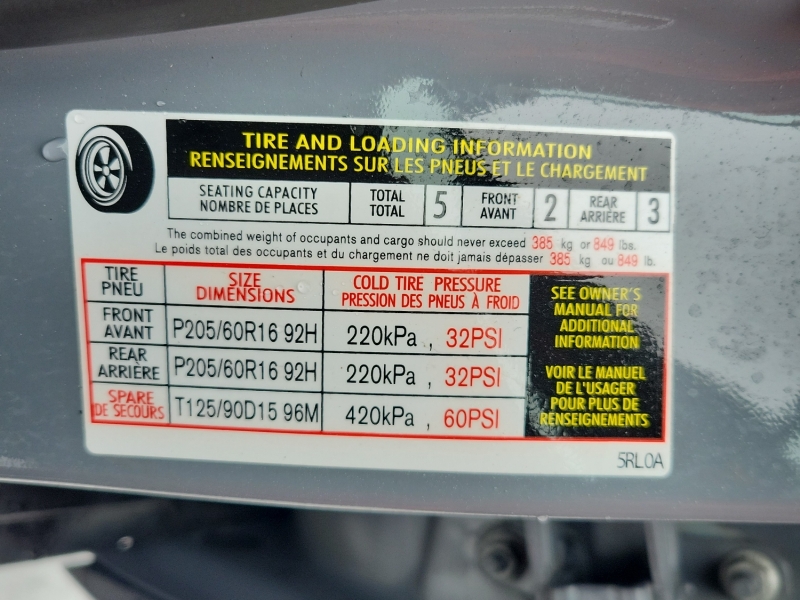 TIRE AND LOADING INFORMATION
RENSEIGNEMENTS SUR LES PNEUS ET LE CHARGEMENT
SEATING CAPACITY
NOMBRE DE PLACES
TOTAL
TOTAL
5
FRONT
AVANT
2
REAR
ARRIÈRE
3
The combined weight of occupants and cargo should never exceed 385 kg or 849 lbs.
Le poids total des occupants et du chargement ne doit jamais dépasser 385 kg ou 849 lb.
TIRE
PNEU
SIZE
DIMENSIONS
COLD TIRE PRESSURE
PRESSION DES PNEUS À FROID
FRONT
AVANT
P205/60R16 92H
220kPa , 32PSI
REAR
ARRIÈRE
P205/60R16 92H
220kPa , 32PSI
SPARE
DE SECOURS
T125/90D15 96M
420kPa , 60PSI
SEE OWNER'S
MANUAL FOR
ADDITIONAL
INFORMATION
VOIR LE MANUEL
DE L'USAGER
POUR PLUS DE
RENSEIGNEMENTS
5RL0A